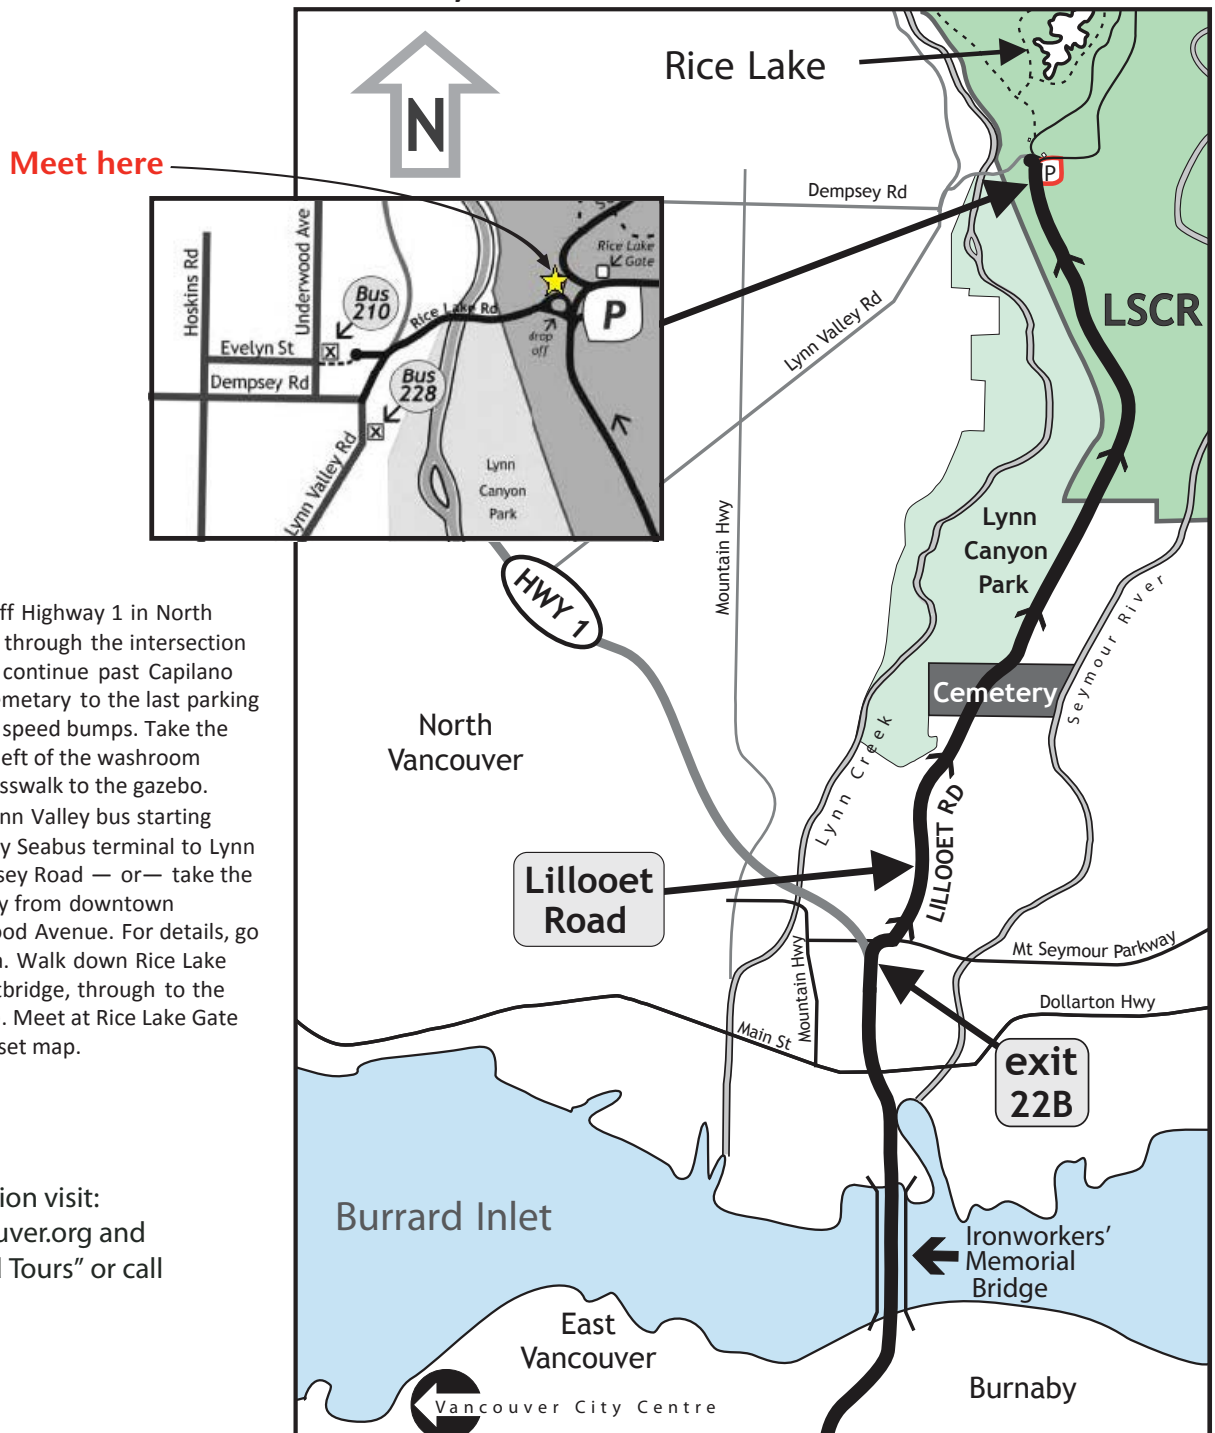 Rice Lake
N
Meet here
Dempsey Rd
P
LSCR
Hoskins Rd
Underwood Ave
Bus
210
Rice Lake Rd
Rice Lake
Gate
P
drop
off
Evelyn St
Dempsey Rd
Bus
228
Lynn Valley Rd
Lynn
Canyon
Park
Lynn Valley Rd
Mountain Hwy
HWY 1
Lynn
Canyon
Park
Seymour River
Cemetery
ff Highway 1 in North
through the intersection
continue past Capilano
emetary to the last parking
speed bumps. Take the
eft of the washroom
sswalk to the gazebo.
nn Valley bus starting
y Seabus terminal to Lynn
sey Road — or— take the
y from downtown
ood Avenue. For details, go
. Walk down Rice Lake
tbridge, through to the
. Meet at Rice Lake Gate
set map.
North
Vancouver
Lynn Creek
LILLOOET RD
Lillooet
Road
Mountain Hwy
Mt Seymour Parkway
Dollarton Hwy
Main St
exit
22B
ion visit:
uver.org and
l Tours” or call
Burrard Inlet
Ironworkers’
Memorial
Bridge
East
Vancouver
Burnaby
Vancouver City Centre